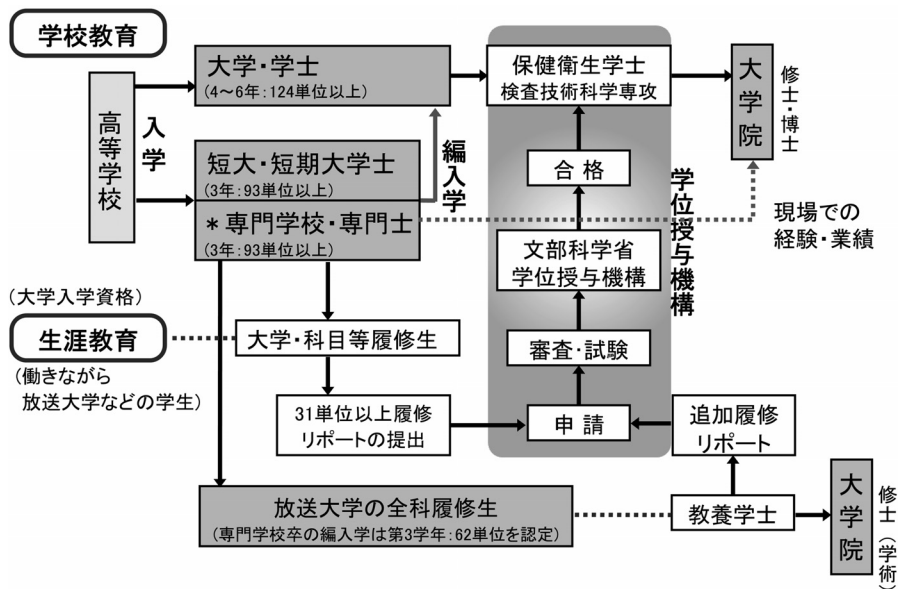 学校教育
高等学校
入学
大学・学士
(4～6年：124単位以上)
短大・短期大学士
(3年：93単位以上)
＊専門学校・専門士
(3年：93単位以上)
編入学
保健衛生学士
検査技術科学専攻
合格
文部科学省
学位授与機構
審査・試験
申請
学位授与機構
大学院
修士・博士
現場での
経験・業績
(大学入学資格)
生涯教育
(働きながら
放送大学などの学生)
大学・科目等履修生
31単位以上履修
リポートの提出
追加履修
リポート
放送大学の全科履修生
(専門学校卒の編入学は第3学年：62単位を認定)
教養学士
大学院
修士（学術）